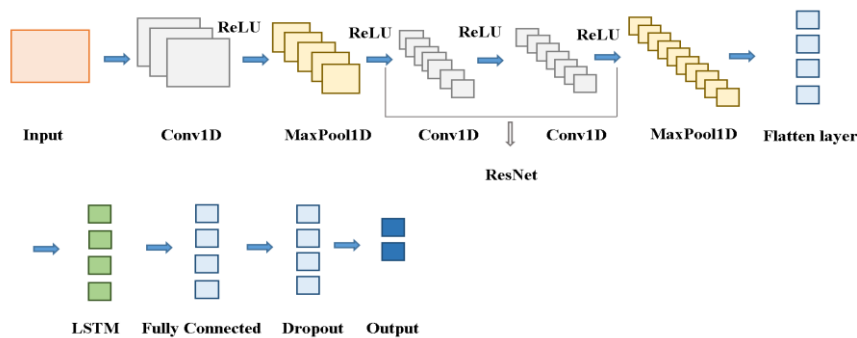 ReLU ReLU ReLU ReLU
Input Conv1D MaxPool1D Conv1D Conv1D MaxPool1D Flatten layer
ResNet
LSTM Fully Connected Dropout Output